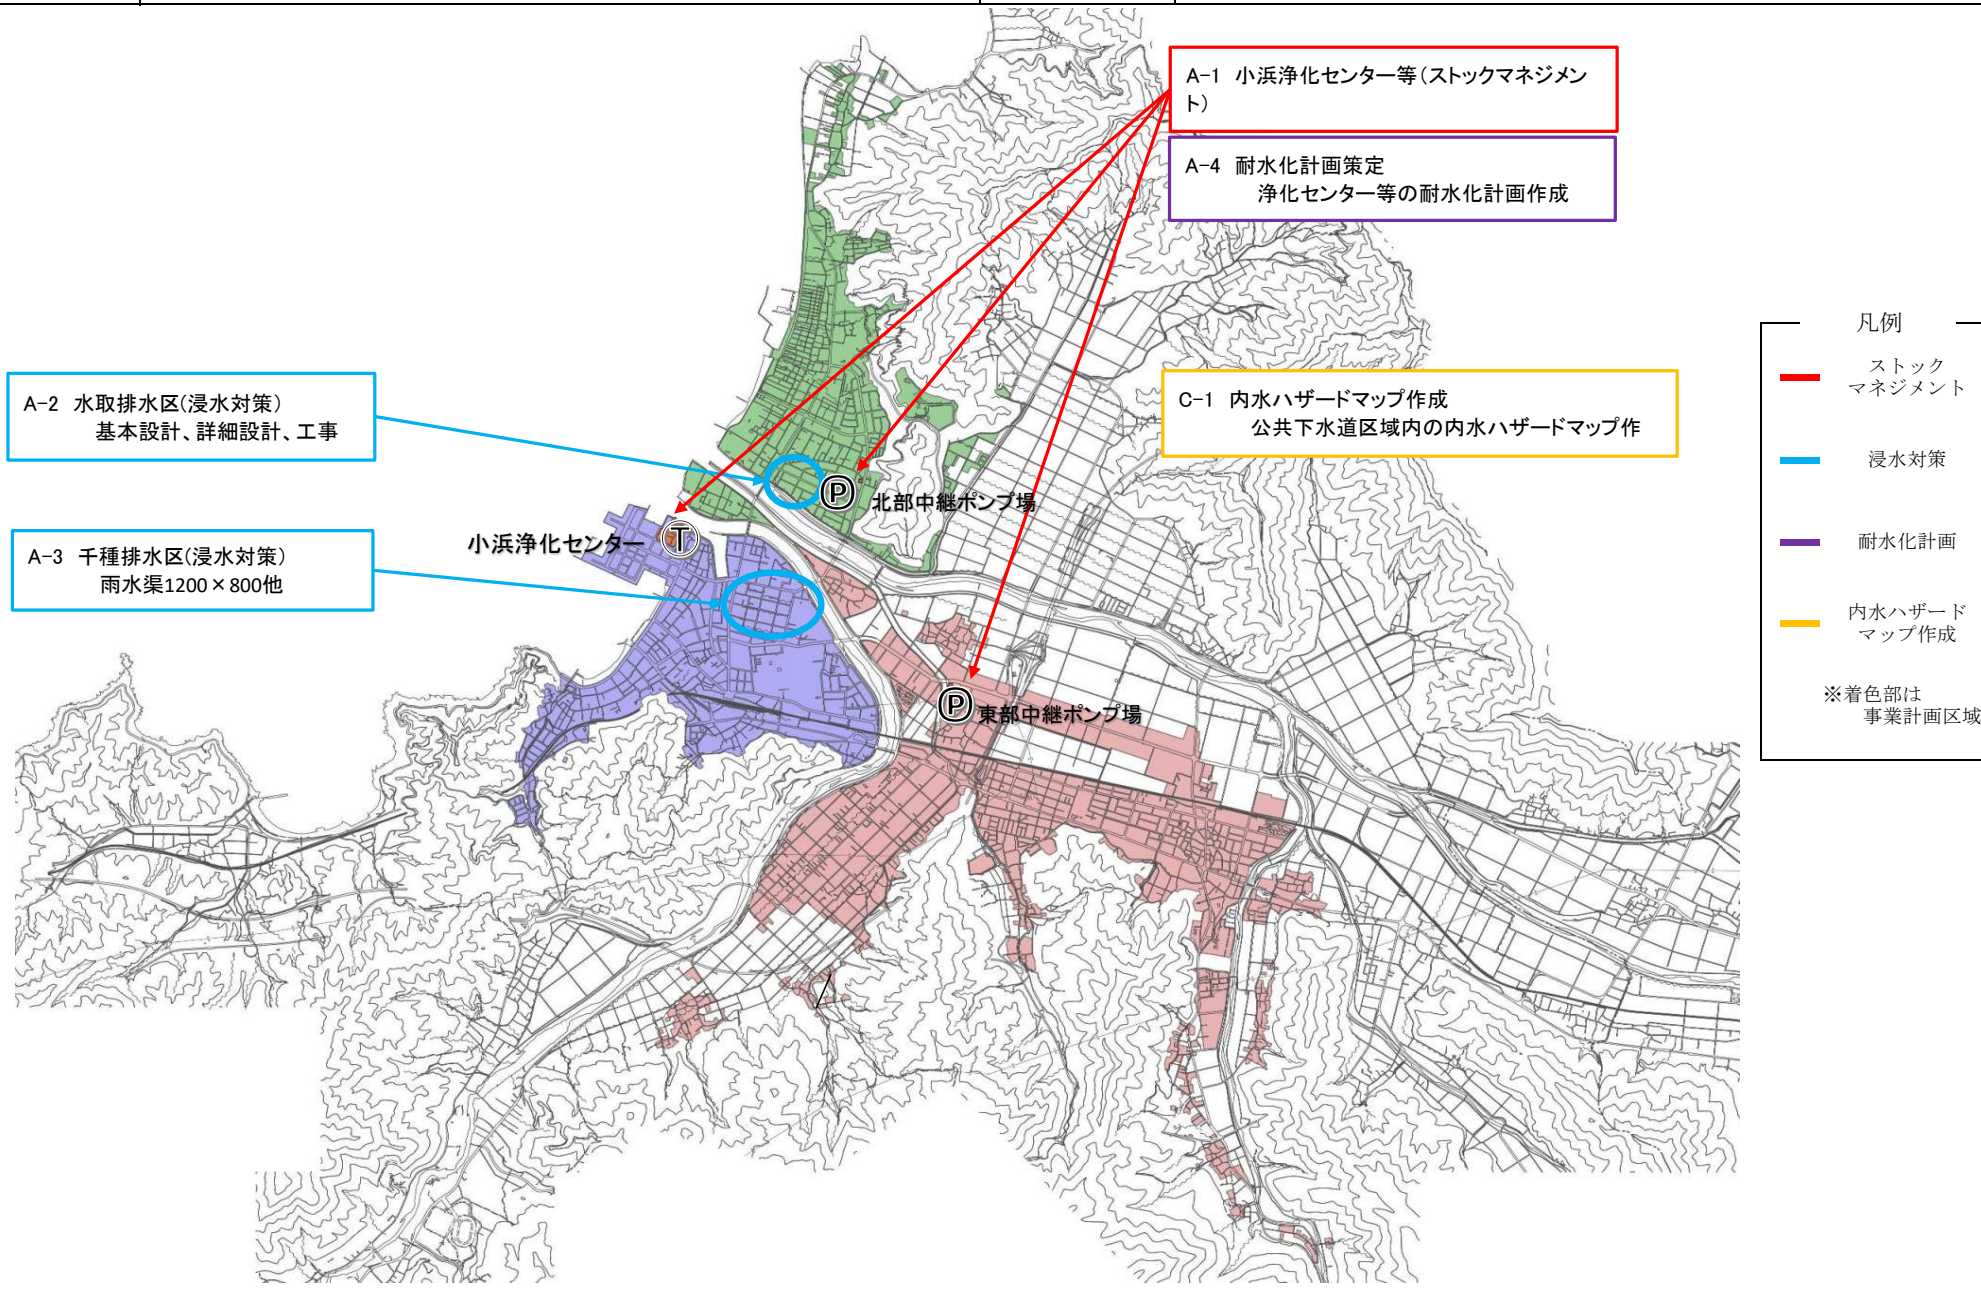 A-1 小浜浄化センター等(ストックマネジメン
ト)
A-4 耐水化計画策定
浄化センター等の耐水化計画作成
A-2 水取排水区(浸水対策)
基本設計、詳細設計、工事
C-1 内水ハザードマップ作成
公共下水道区域内の内水ハザードマップ作
A-3 千種排水区(浸水対策)
雨水渠1200×800他
Ⓟ
北部中継ポンプ場
小浜浄化センター
Ⓣ
Ⓟ
東部中継ポンプ場
凡例
ストック
マネジメント
浸水対策
耐水化計画
内水ハザード
マップ作成
※着色部は
事業計画区域